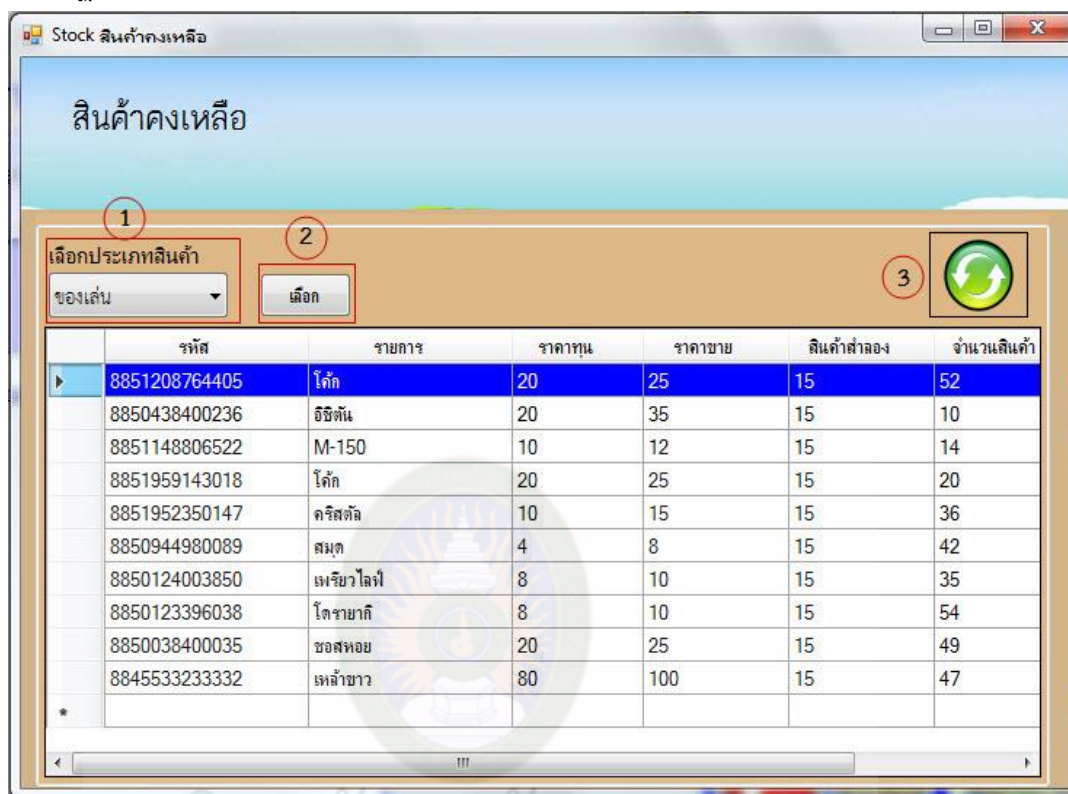 Stock สินค้าคงเหลือ
สินค้าคงเหลือ
1
2
3
เลือกประเภทสินค้า
ของเล่น
เลือก
รหัส รายการ ราคาทุน ราคาขาย สินค้าสำลอง จำนวนสินค้า
8851208764405 โค้ก 20 25 15 52
8850438400236 อิชิตัน 20 35 15 10
8851148806522 M-150 10 12 15 14
8851959143018 โค้ก 20 25 15 20
8851952350147 คริสตัล 10 15 15 36
8850944980089 สมุด 4 8 15 42
8850124003850 เพรียวไลฟ์ 8 10 15 35
8850123396038 โดรายากิ 8 10 15 54
8850038400035 ซอสหอย 20 25 15 49
8845533233332 เหล้าขาว 80 100 15 47